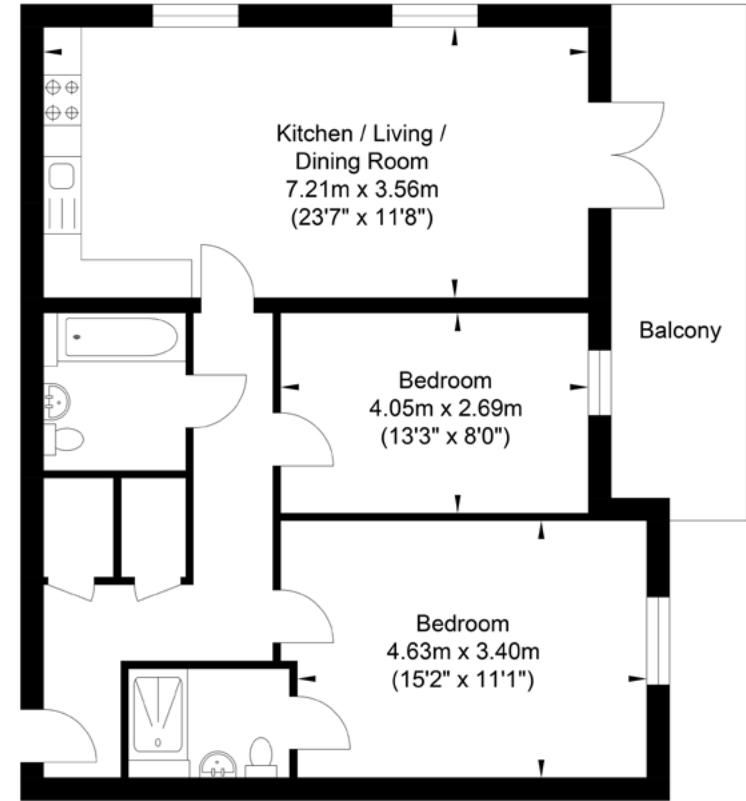 Kitchen / Living /
Dining Room
7.21m x 3.56m
(23'7" x 11'8")
Balcony
Bedroom
4.05m x 2.69m
(13'3" x 8'0")
Bedroom
4.63m x 3.40m
(15'2" x 11'1")